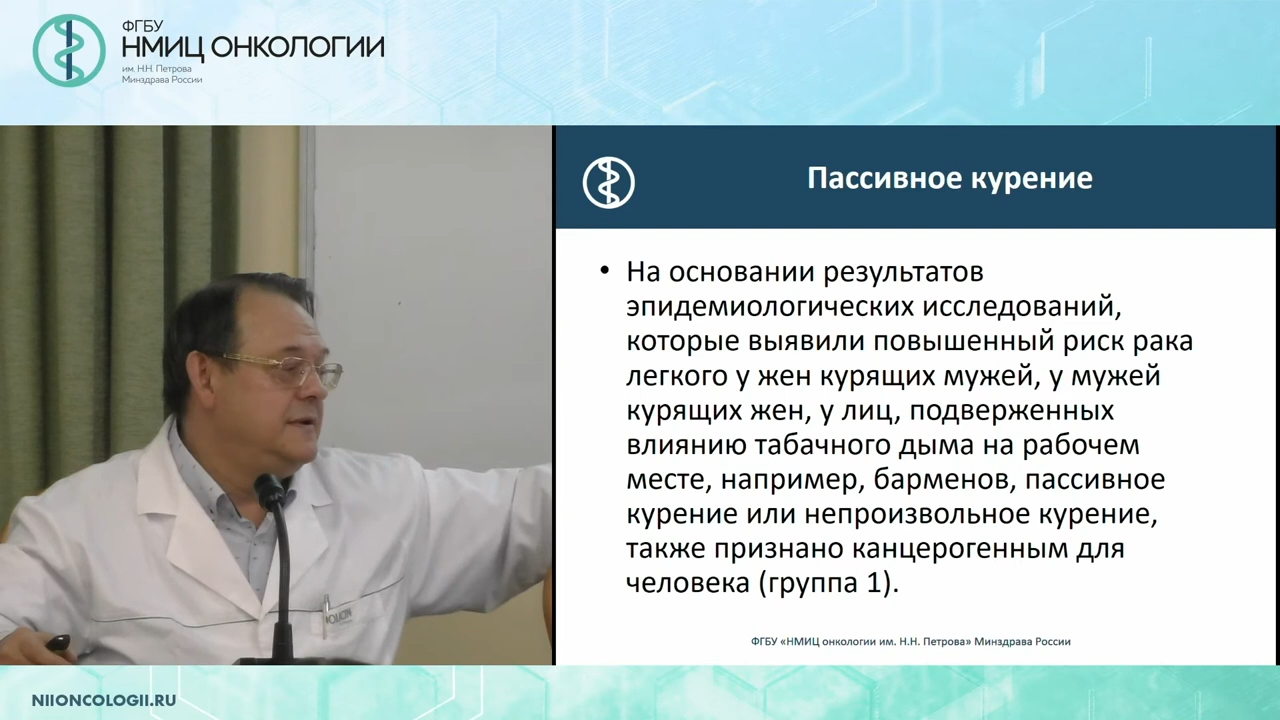 ФГБУ
НМИЦ ОНКОЛОГИИ
им. Н.Н. Петрова
Минздрава России
Пассивное курение
• На основании результатов
эпидемиологических исследований,
которые выявили повышенный риск рака
легкого у жен курящих мужей, у мужей
курящих жен, у лиц, подверженных
влиянию табачного дыма на рабочем
месте, например, барменов, пассивное
курение или непроизвольное курение,
также признано канцерогенным для
человека (группа 1).
ФГБУ «НМИЦ онкологии им. Н.Н. Петрова» Минздрава России
NIIONCOLOGII.RU